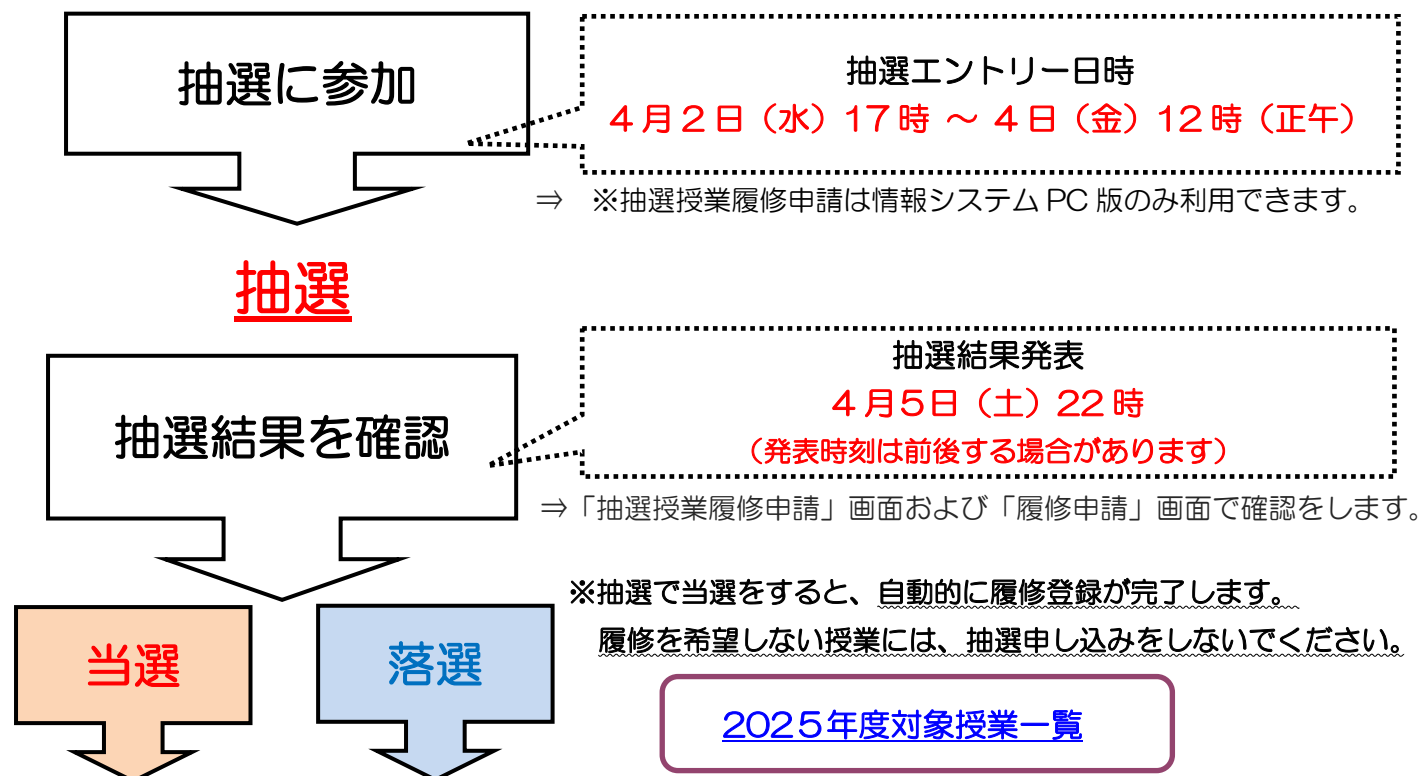 抽選に参加
抽選エントリー日時
４月２日（水）17時 ～ ４日（金）12時（正午）
⇒　※抽選授業履修申請は情報システム PC 版のみ利用できます。
抽選
抽選結果を確認
抽選結果発表
４月５日（土）22時
（発表時刻は前後する場合があります）
⇒「抽選授業履修申請」画面および「履修申請」画面で確認をします。
※抽選で当選をすると、自動的に履修登録が完了します。
履修を希望しない授業には、抽選申し込みをしないでください。
当選
落選
2025年度対象授業一覧